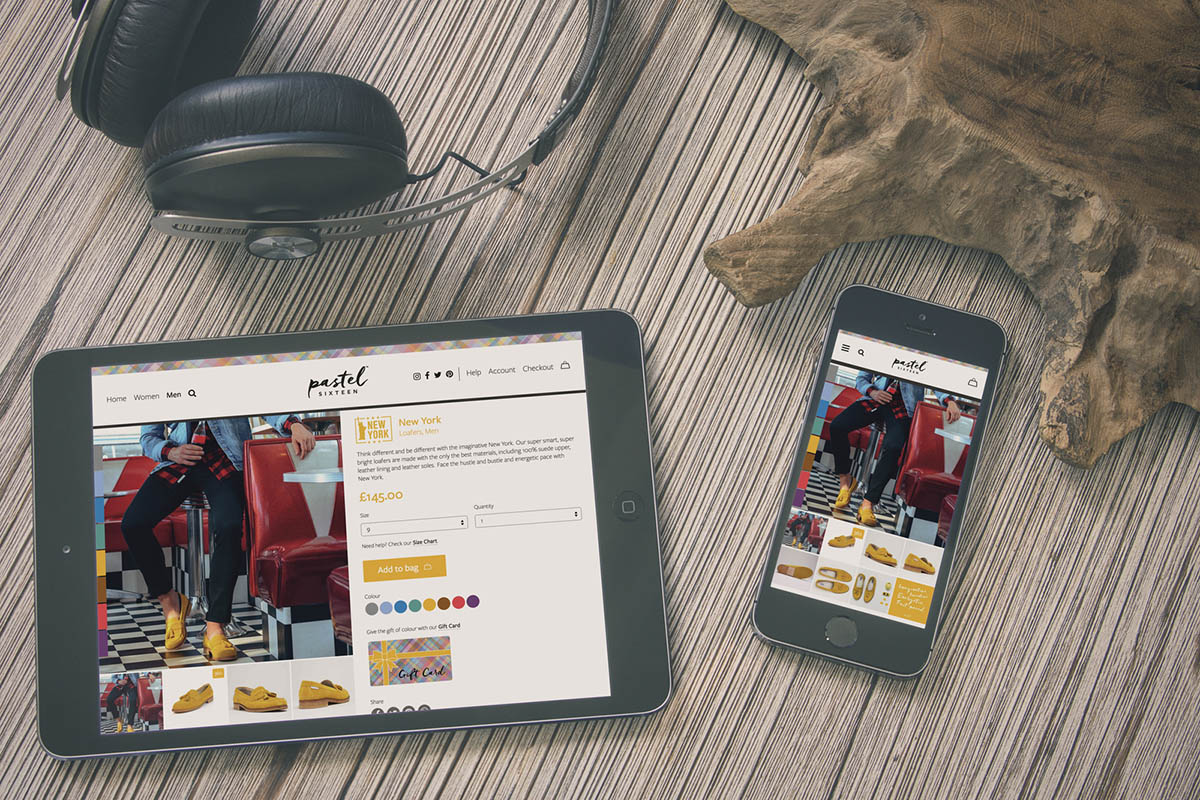 Home Women Men
pastel
SIXTEEN
Help Account Checkout
NEW
YORK
New York
Loafers, Men
Think different and be different with the imaginative New York. Our super smart, super
bright loafers are made with the only the best materials, including 100% suede upper,
leather lining and leather soles. Face the hustle and bustle and energetic pace with
New York.
£145.00
Size
Quantity
9
1
Need help? Check our Size Chart.
Add to bag
Colour
Give the gift of colour with our Gift Card
Gift Card
Share
pastel
SIXTEEN